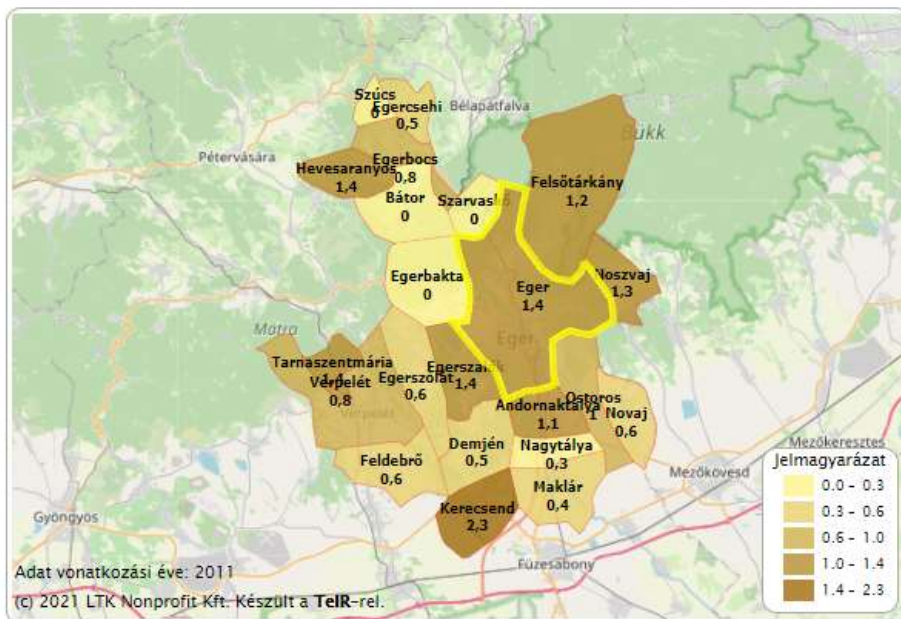 Szúcs
0
Egercsehi
0,5
Bélapátfalva
Bükk
Pétervására
Egerbocs
0,8
Hevesaranyos
1,4
Felsőtárkány
1,2
Bátor
0
Szarvaskő
0
Egerbakta
0
Eger
1,4
Noszvaj
1,3
Mátra
Eger
Tarnaszentmária
1,4
Verpelét
0,8
Verpelét
Egerszólát
0,6
Egerszalók
1,4
Ostoros
1
Andornaktálya
1,1
Novaj
0,6
Demjén
0,5
Nagytálya
0,3
Mezőkeresztes
Feldebrő
0,6
Maklár
0,4
Mezőkövesd
Kerecsend
2,3
Gyöngyös
Füzesabony
Jelmagyarázat
0.0 - 0.3
0.3 - 0.6
0.6 - 1.0
1.0 - 1.4
1.4 - 2.3
Adat vonatkozási éve: 2011
(c) 2021 LTK Nonprofit Kft. Készült a TeIR-rel.